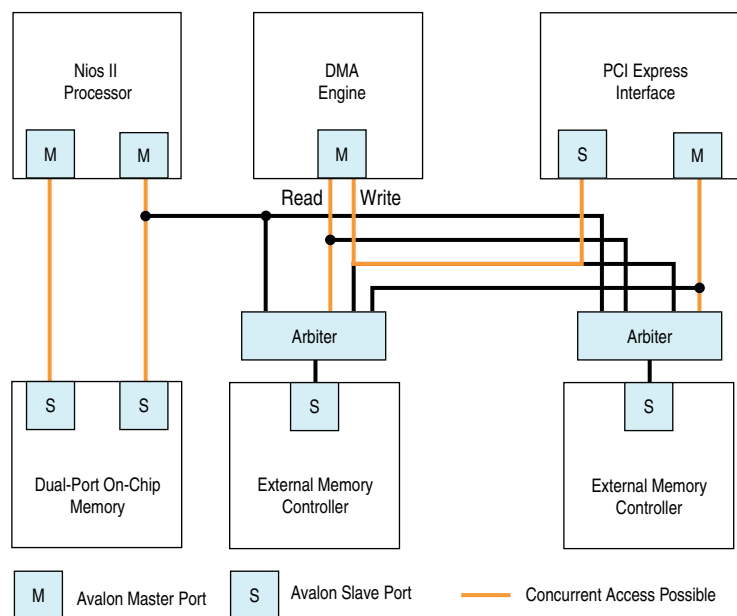 Nios II
Processor
DMA
Engine
PCI Express
Interface
M
M
M
S
M
Read
Write
Arbiter
Arbiter
S
S
S
S
Dual-Port On-Chip
Memory
External Memory
Controller
External Memory
Controller
M
Avalon Master Port
S
Avalon Slave Port
Concurrent Access Possible